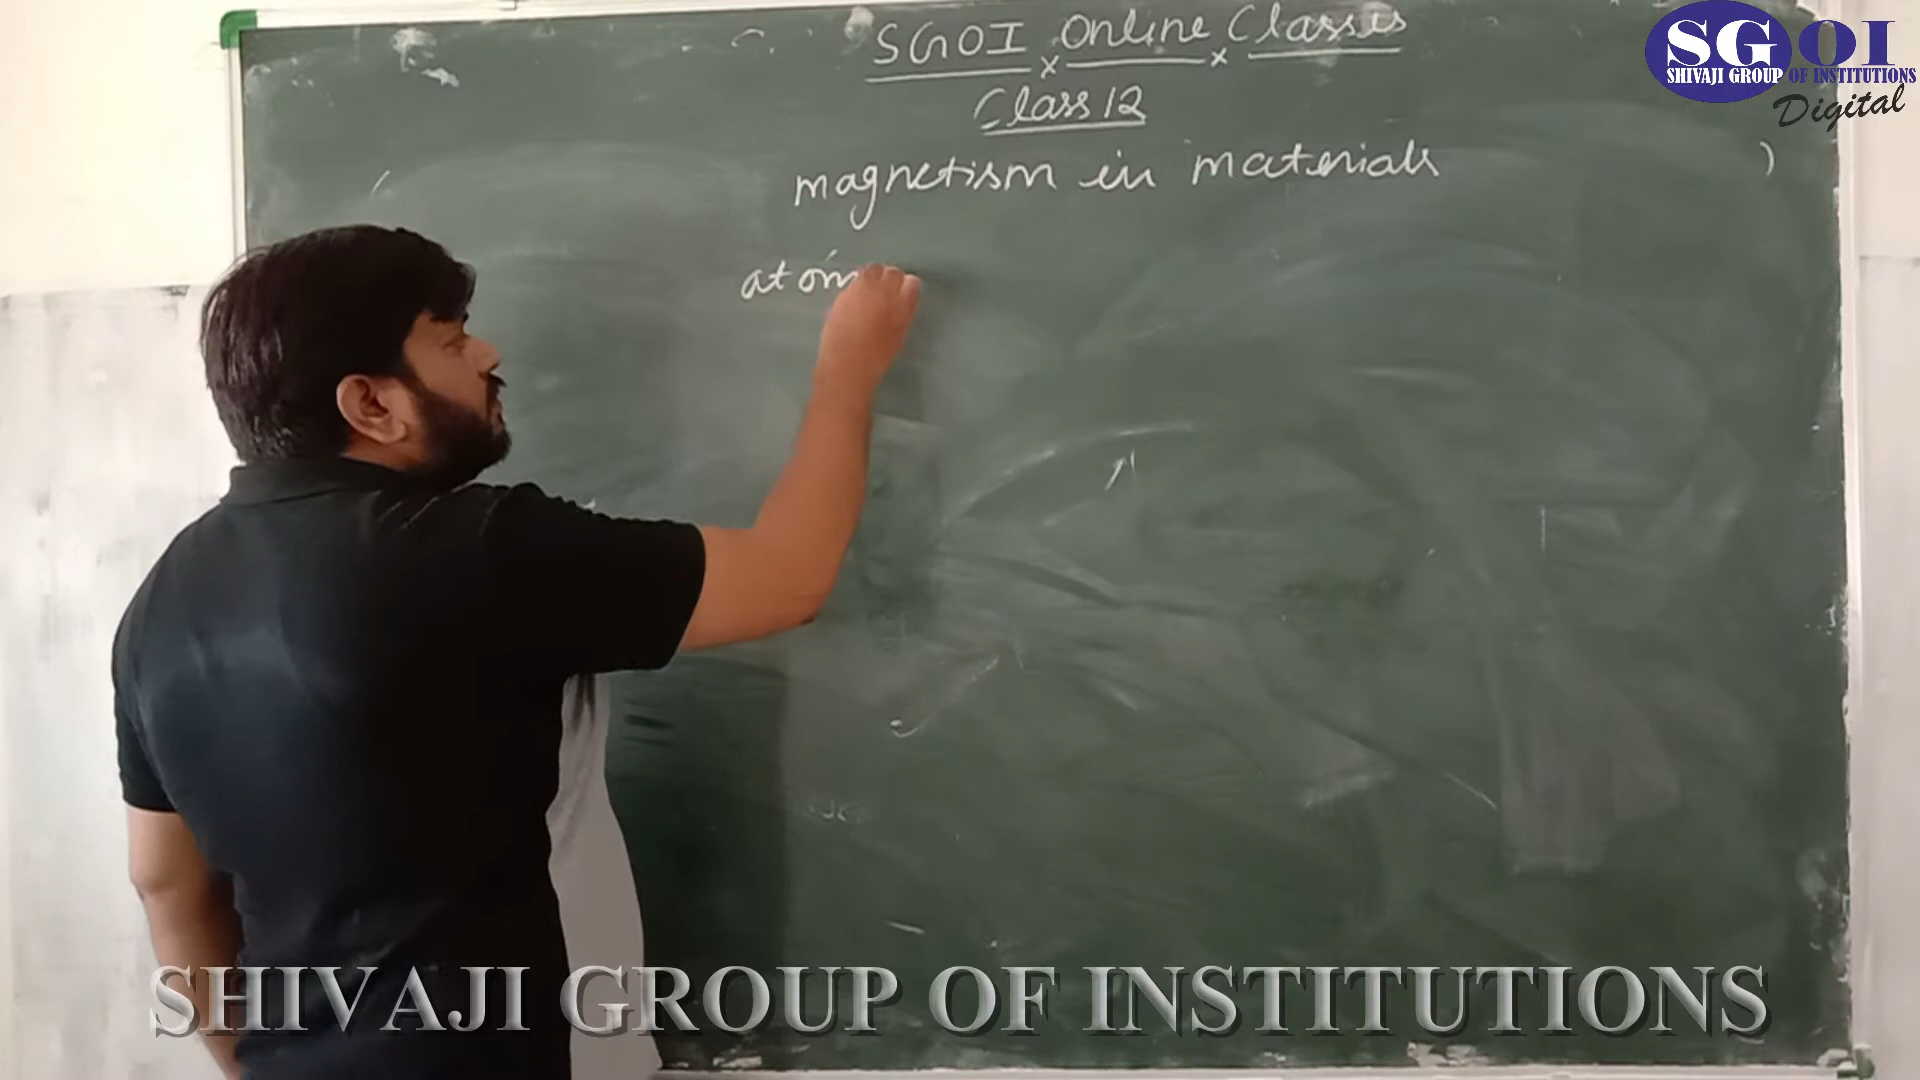 SGOI x Online x Classes
Class 12
magnetism in materials
atom
SGOI
SHIVAJI GROUP OF INSTITUTIONS
Digital
SHIVAJI GROUP OF INSTITUTIONS